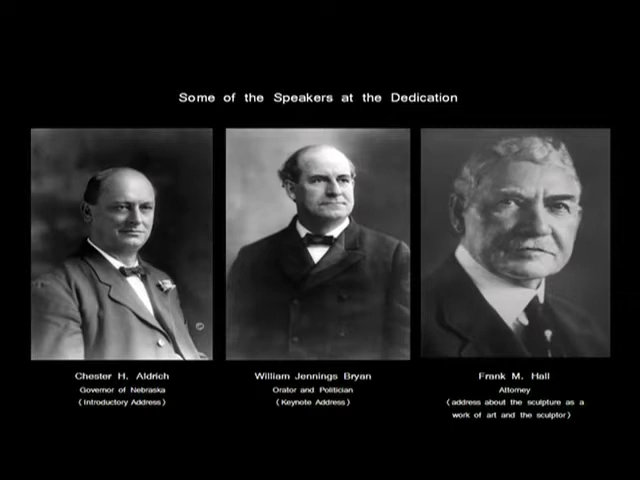 Some of the Speakers at the Dedication
Chester H. Aldrich
Governor of Nebraska
(Introductory Address)
William Jennings Bryan
Orator and Politician
(Keynote Address)
Frank M. Hall
Attorney
(address about the sculpture as a
work of art and the sculptor)